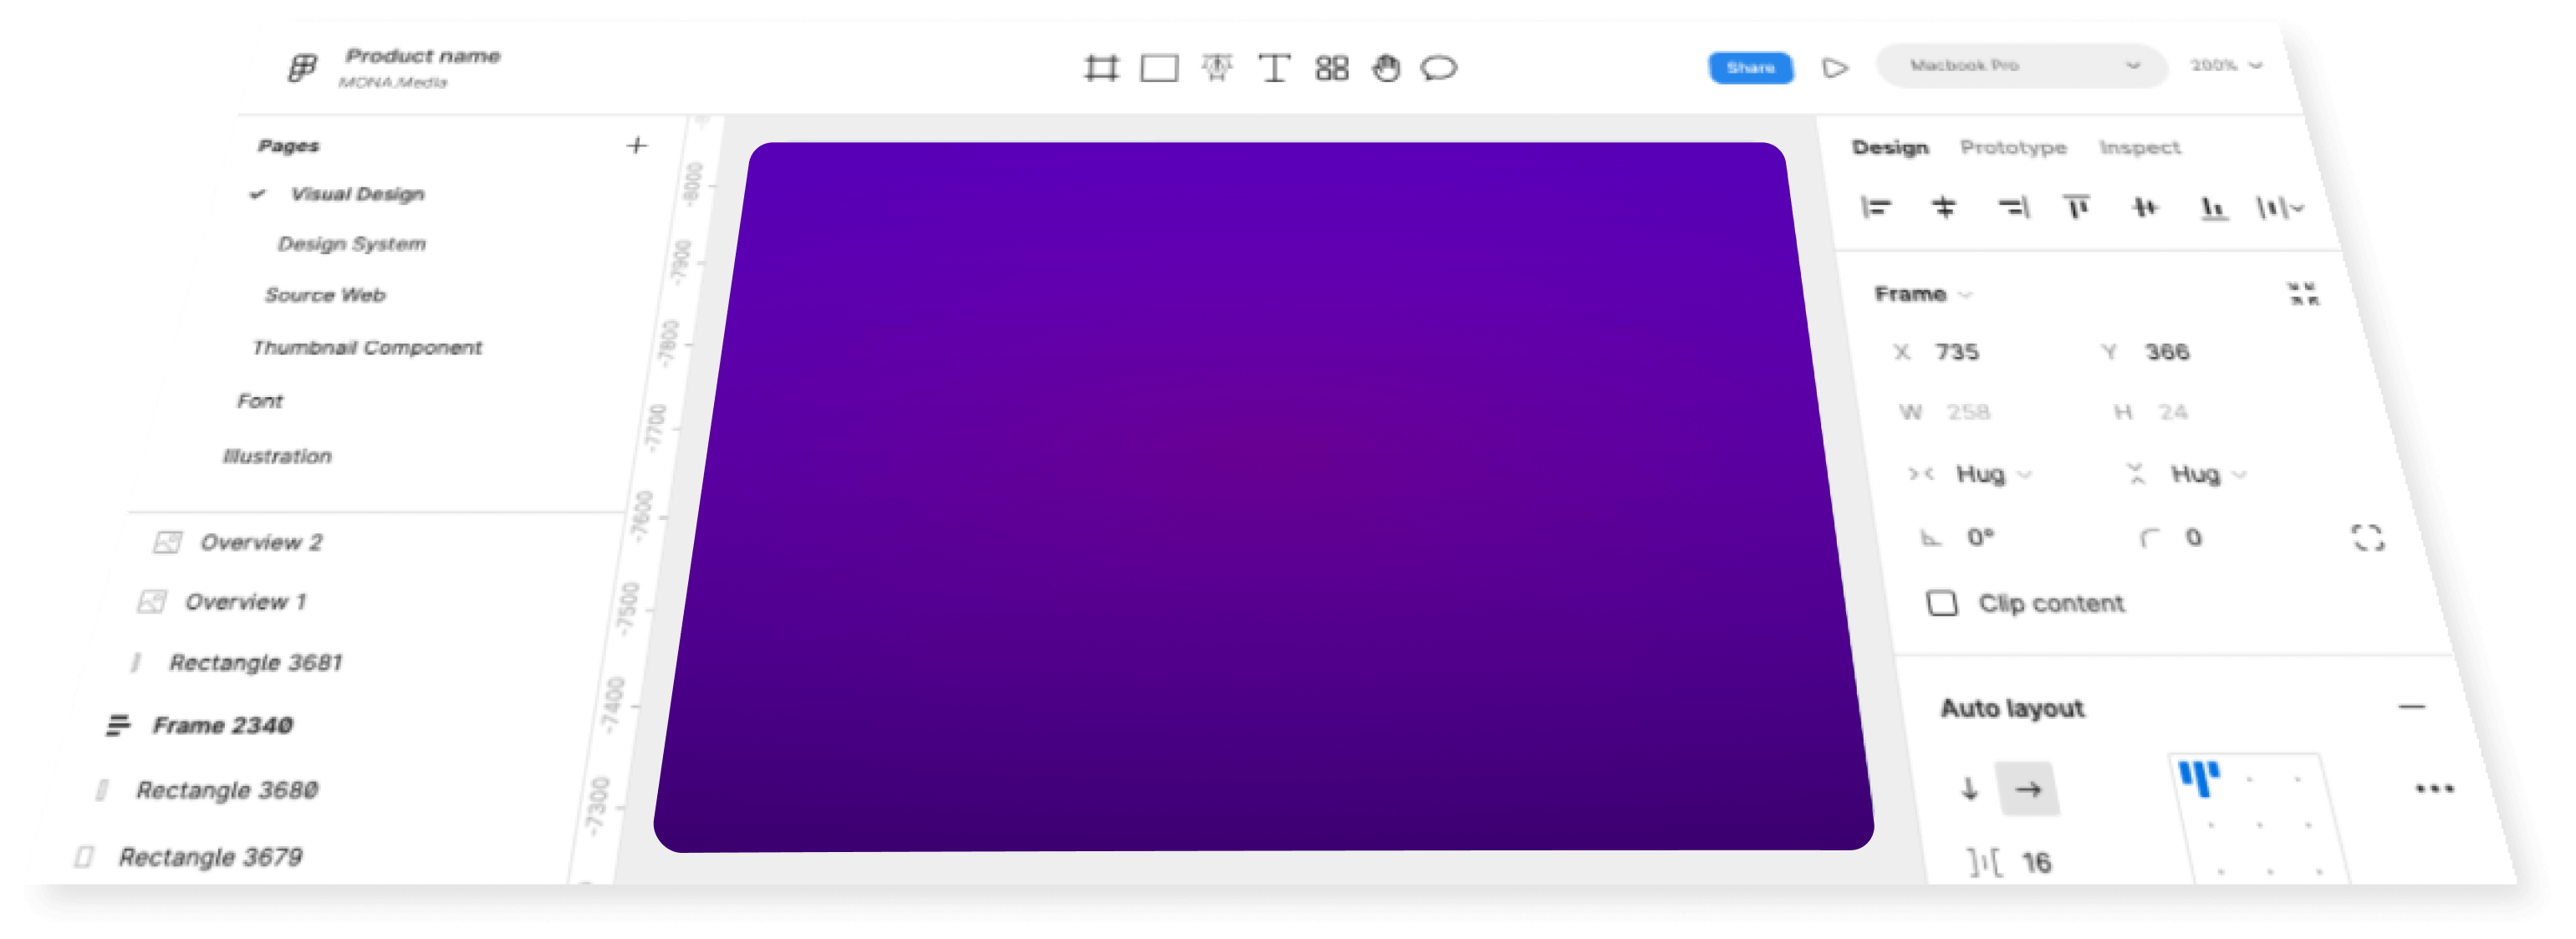 Product name
MONA.Media
Share
Macbook Pro
200%
Pages
Visual Design
Design System
Source Web
Thumbnail Component
Font
Illustration
Overview 2
Overview 1
Rectangle 3681
Frame 2340
Rectangle 3680
Rectangle 3679
-8000
-7900
-7800
-7700
-7600
-7500
-7400
-7300
Design Prototype Inspect
Frame
X 735 Y 366
W 258 H 24
Hug Hug
0° 0
Clip content
Auto layout
16